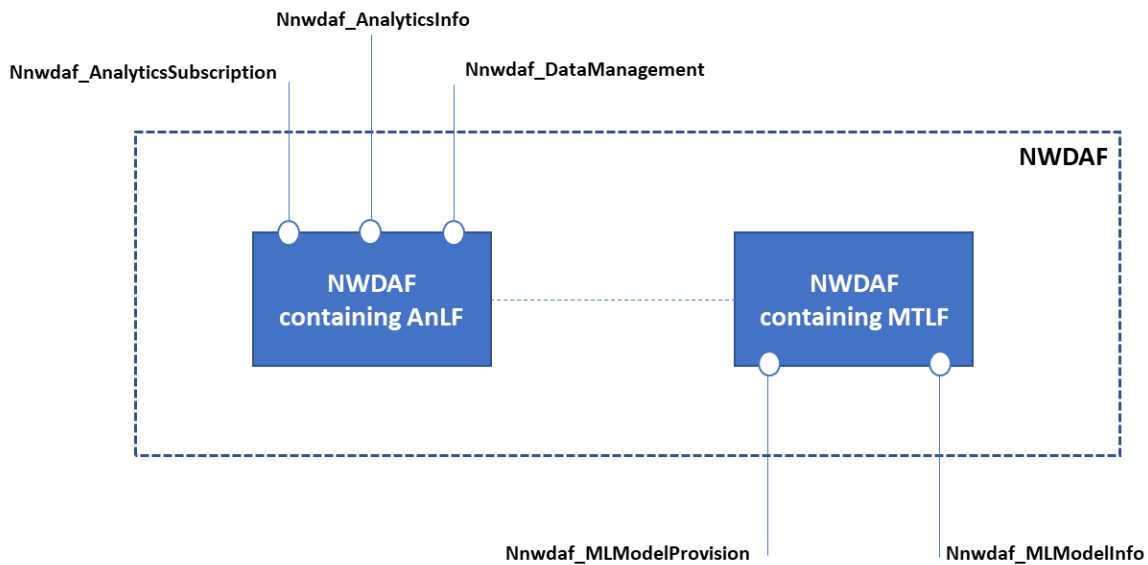 Nnwdaf_AnalyticsInfo
Nnwdaf_AnalyticsSubscription
Nnwdaf_DataManagement
NWDAF
NWDAF
containing AnLF
NWDAF
containing MTLF
Nnwdaf_MLModelProvision
Nnwdaf_MLModelInfo